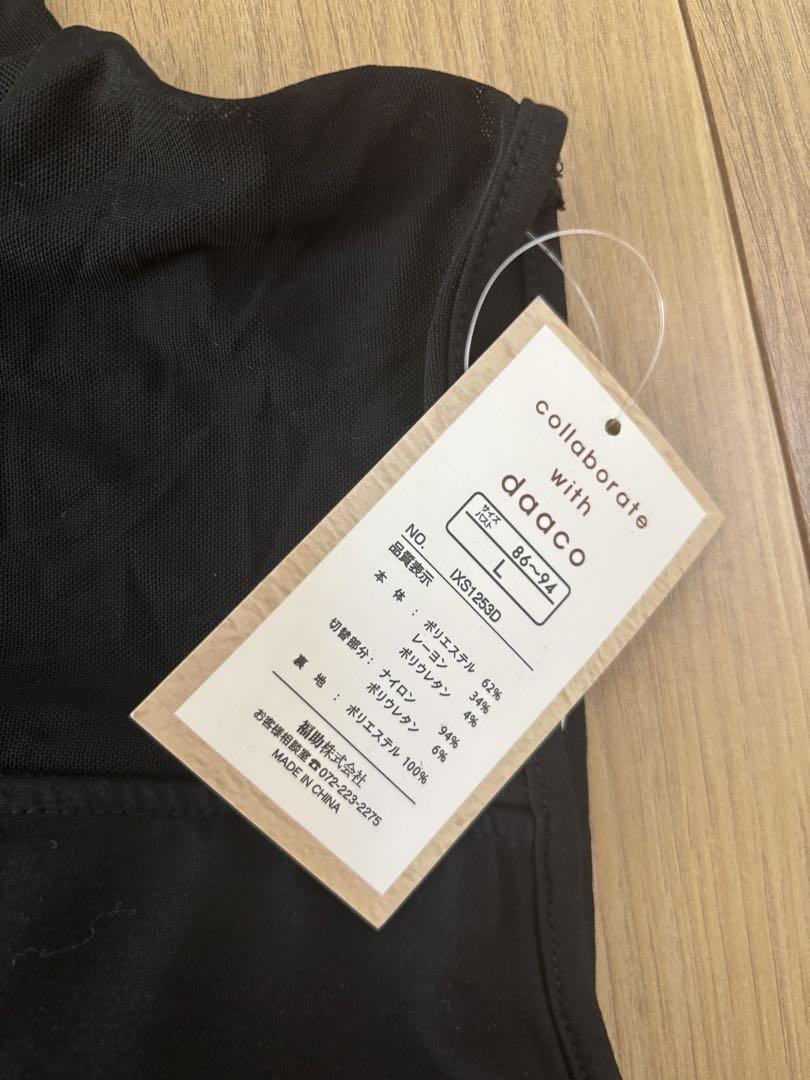 collaborate
with
daaco
サイズ L
バスト 86〜94
NO. IXS1253D
品質表示
本体: ポリエステル 62%
レーヨン 34%
ポリウレタン 4%
切替部分: ナイロン 94%
ポリウレタン 6%
裏地: ポリエステル 100%
福助株式会社
お客様相談室☎072-223-2275
MADE IN CHINA